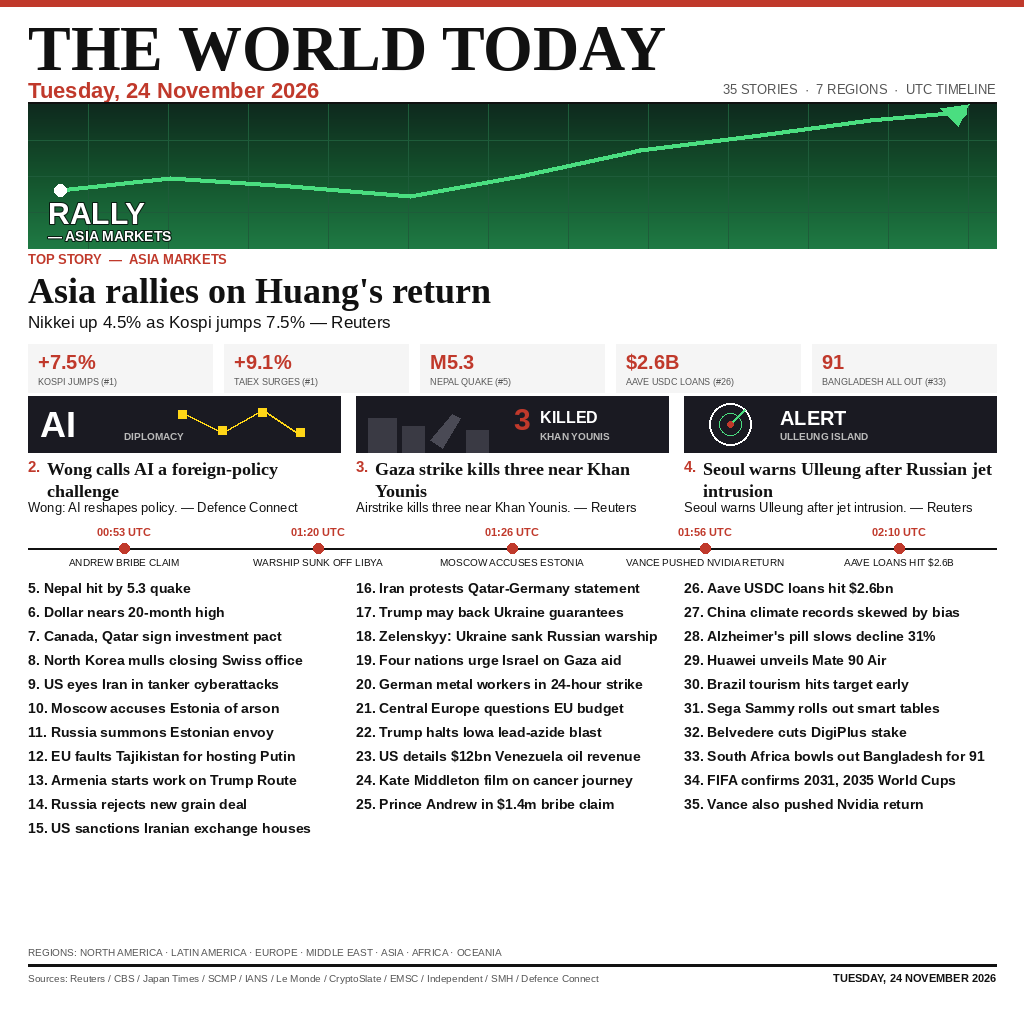 THE WORLD TODAY
Tuesday, 24 November 2026
35 STORIES · 7 REGIONS · UTC TIMELINE
RALLY
— ASIA MARKETS
TOP STORY — ASIA MARKETS
Asia rallies on Huang's return
Nikkei up 4.5% as Kospi jumps 7.5% — Reuters
+7.5%
KOSPI JUMPS (#1)
+9.1%
TAIEX SURGES (#1)
M5.3
NEPAL QUAKE (#5)
$2.6B
AAVE USDC LOANS (#26)
91
BANGLADESH ALL OUT (#33)
AI
DIPLOMACY
3 KILLED
KHAN YOUNIS
ALERT
ULLEUNG ISLAND
2. Wong calls AI a foreign-policy
challenge
Wong: AI reshapes policy. — Defence Connect
3. Gaza strike kills three near Khan
Younis
Airstrike kills three near Khan Younis. — Reuters
4. Seoul warns Ulleung after Russian jet
intrusion
Seoul warns Ulleung after jet intrusion. — Reuters
00:53 UTC
ANDREW BRIBE CLAIM
01:20 UTC
WARSHIP SUNK OFF LIBYA
01:26 UTC
MOSCOW ACCUSES ESTONIA
01:56 UTC
VANCE PUSHED NVIDIA RETURN
02:10 UTC
AAVE LOANS HIT $2.6B
5. Nepal hit by 5.3 quake
6. Dollar nears 20-month high
7. Canada, Qatar sign investment pact
8. North Korea mulls closing Swiss office
9. US eyes Iran in tanker cyberattacks
10. Moscow accuses Estonia of arson
11. Russia summons Estonian envoy
12. EU faults Tajikistan for hosting Putin
13. Armenia starts work on Trump Route
14. Russia rejects new grain deal
15. US sanctions Iranian exchange houses
16. Iran protests Qatar-Germany statement
17. Trump may back Ukraine guarantees
18. Zelenskyy: Ukraine sank Russian warship
19. Four nations urge Israel on Gaza aid
20. German metal workers in 24-hour strike
21. Central Europe questions EU budget
22. Trump halts Iowa lead-azide blast
23. US details $12bn Venezuela oil revenue
24. Kate Middleton film on cancer journey
25. Prince Andrew in $1.4m bribe claim
26. Aave USDC loans hit $2.6bn
27. China climate records skewed by bias
28. Alzheimer's pill slows decline 31%
29. Huawei unveils Mate 90 Air
30. Brazil tourism hits target early
31. Sega Sammy rolls out smart tables
32. Belvedere cuts DigiPlus stake
33. South Africa bowls out Bangladesh for 91
34. FIFA confirms 2031, 2035 World Cups
35. Vance also pushed Nvidia return
REGIONS: NORTH AMERICA · LATIN AMERICA · EUROPE · MIDDLE EAST · ASIA · AFRICA · OCEANIA
Sources: Reuters / CBS / Japan Times / SCMP / IANS / Le Monde / CryptoSlate / EMSC / Independent / SMH / Defence Connect
TUESDAY, 24 NOVEMBER 2026